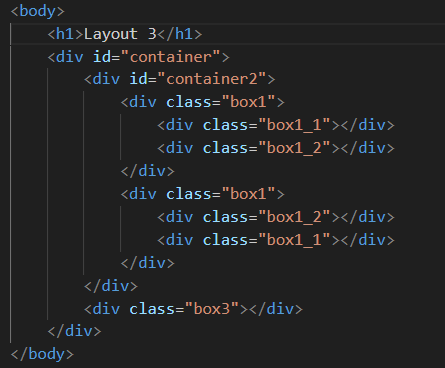 <body>
    <h1>Layout 3</h1>
    <div id="container">
        <div id="container2">
            <div class="box1">
                <div class="box1_1"></div>
                <div class="box1_2"></div>
            </div>
            <div class="box1">
                <div class="box1_2"></div>
                <div class="box1_1"></div>
            </div>
        </div>
        <div class="box3"></div>
    </div>
</body>